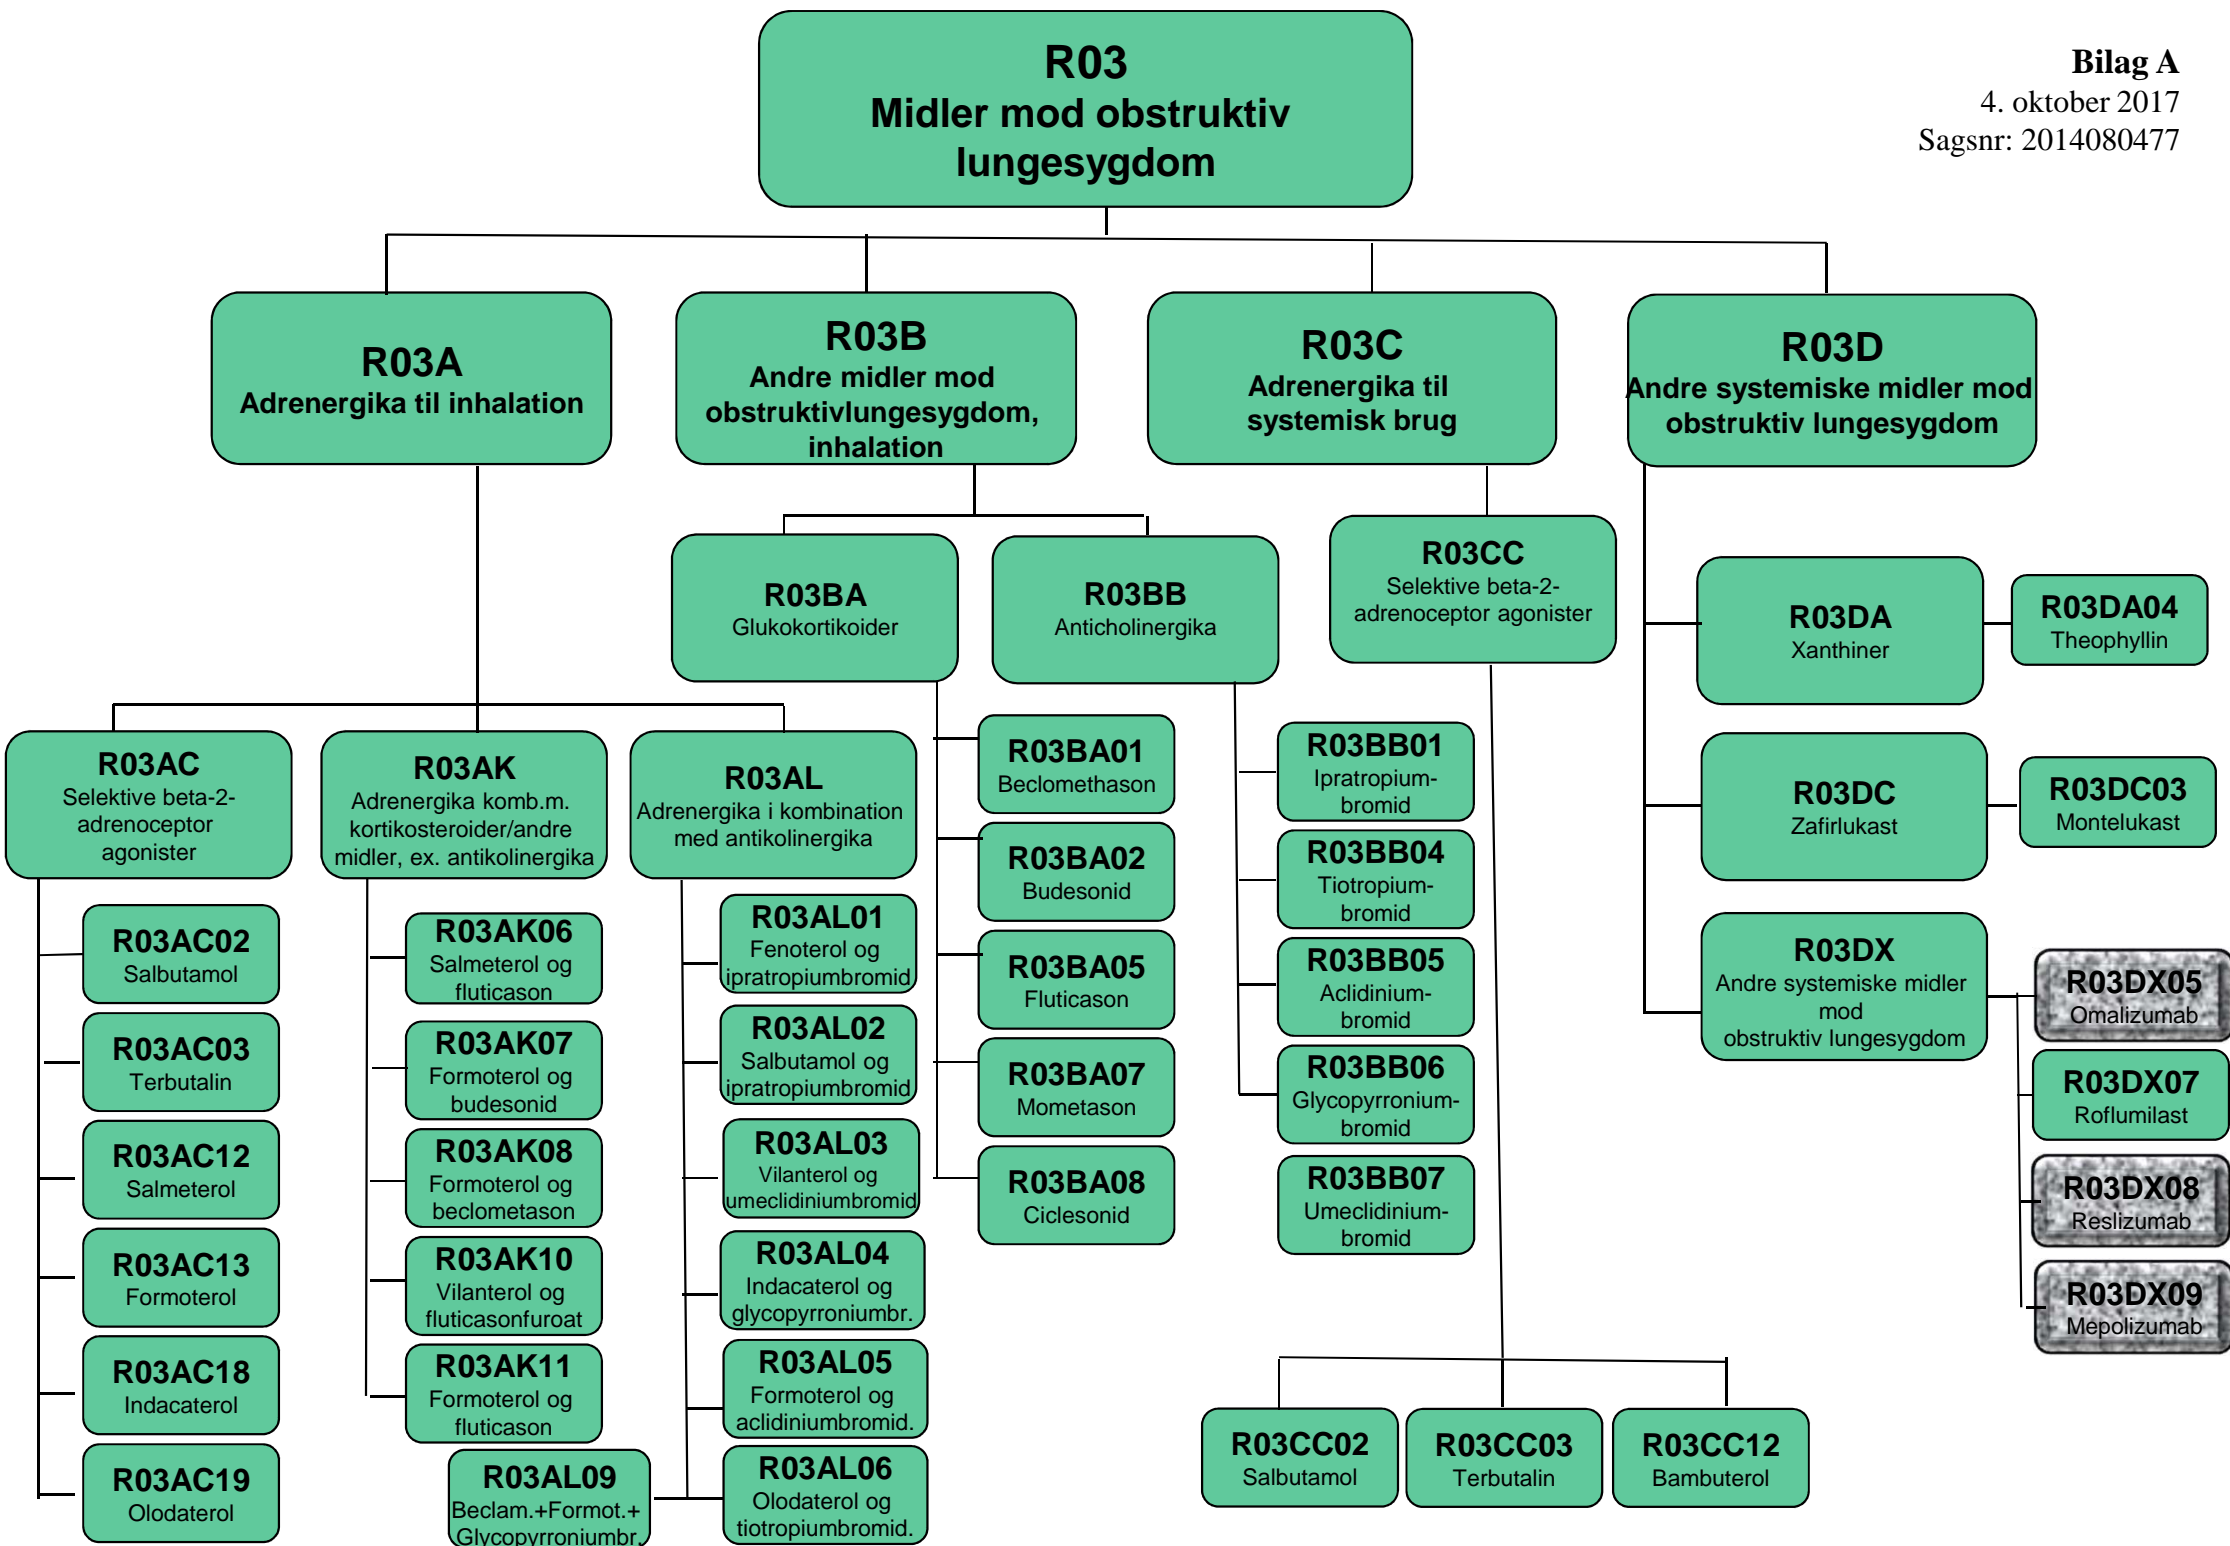 Bilag A
4. oktober 2017
Sagsnr: 2014080477
R03
Midler mod obstruktiv
lungesygdom
R03A
Adrenergika til inhalation
R03B
Andre midler mod
obstruktivlungesygdom,
inhalation
R03C
Adrenergika til
systemisk brug
R03D
Andre systemiske midler mod
obstruktiv lungesygdom
R03BA
Glukokortikoider
R03BB
Anticholinergika
R03CC
Selektive beta-2-
adrenoceptor agonister
R03DA
Xanthiner
R03DA04
Theophyllin
R03AC
Selektive beta-2-
adrenoceptor
agonister
R03AK
Adrenergika komb.m.
kortikosteroider/andre
midler, ex. antikolinergika
R03AL
Adrenergika i kombination
med antikolinergika
R03DC
Zafirlukast
R03DC03
Montelukast
R03DX
Andre systemiske midler
mod
obstruktiv lungesygdom
R03AC02
Salbutamol
R03AC03
Terbutalin
R03AC12
Salmeterol
R03AC13
Formoterol
R03AC18
Indacaterol
R03AC19
Olodaterol
R03AK06
Salmeterol og
fluticason
R03AK07
Formoterol og
budesonid
R03AK08
Formoterol og
beclometason
R03AK10
Vilanterol og
fluticasonfuroat
R03AK11
Formoterol og
fluticason
R03AL01
Fenoterol og
ipratropiumbromid
R03AL02
Salbutamol og
ipratropiumbromid
R03AL03
Vilanterol og
umeclidiniumbromid
R03AL04
Indacaterol og
glycopyrroniumbr.
R03AL05
Formoterol og
aclidiniumbromid.
R03AL06
Olodaterol og
tiotropiumbromid.
R03AL09
Beclam.+Formot.+
Glycopyrroniumbr.
R03BA01
Beclomethason
R03BA02
Budesonid
R03BA05
Fluticason
R03BA07
Mometason
R03BA08
Ciclesonid
R03BB01
Ipratropium-
bromid
R03BB04
Tiotropium-
bromid
R03BB05
Aclidinium-
bromid
R03BB06
Glycopyrronium-
bromid
R03BB07
Umeclidinium-
bromid
R03CC02
Salbutamol
R03CC03
Terbutalin
R03CC12
Bambuterol
R03DX05
Omalizumab
R03DX07
Roflumilast
R03DX08
Reslizumab
R03DX09
Mepolizumab